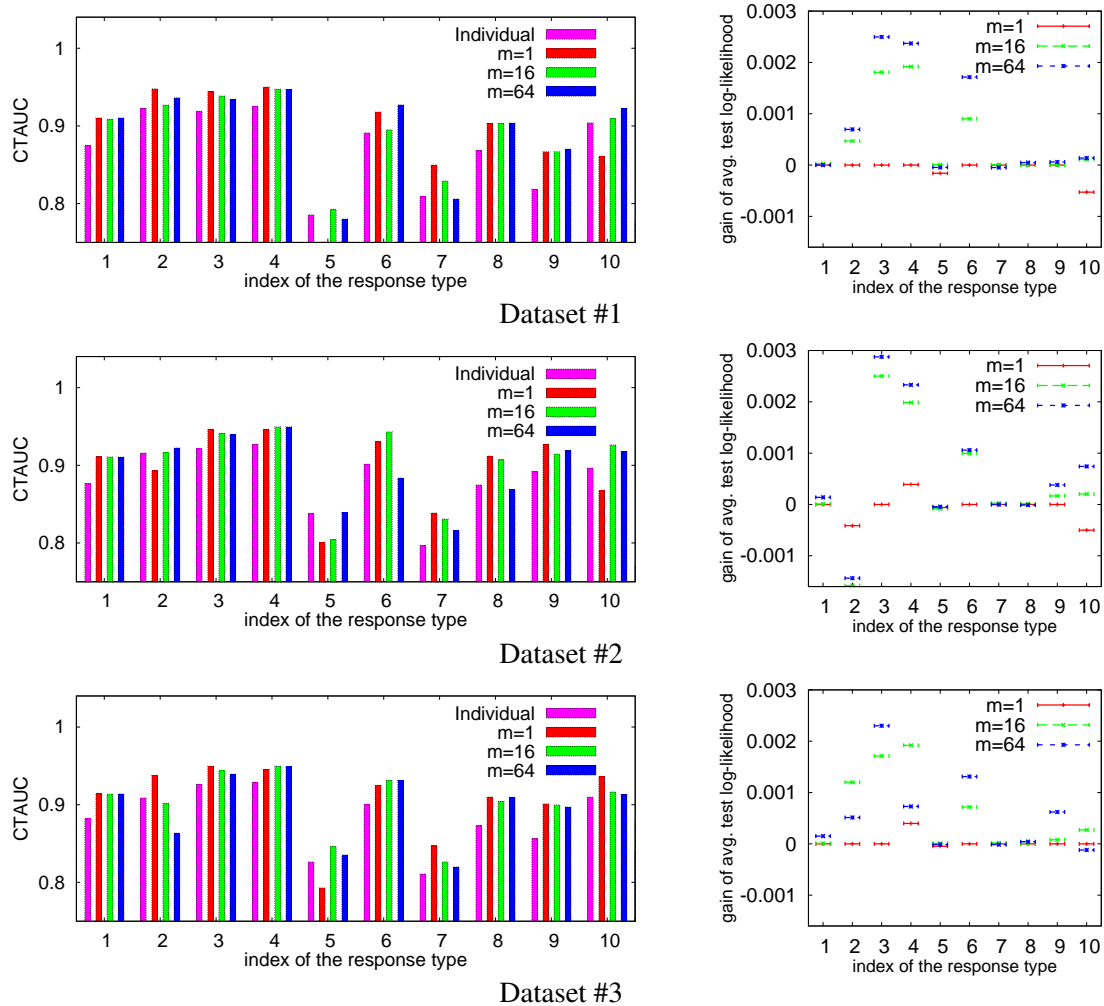 Individual
m=1
m=16
m=64
1
0.9
0.8
CTAUC
1 2 3 4 5 6 7 8 9 10
index of the response type
m=1
m=16
m=64
0.003
0.002
0.001
0
-0.001
gain of avg. test log-likelihood
1 2 3 4 5 6 7 8 9 10
index of the response type
Dataset #1
Individual
m=1
m=16
m=64
1
0.9
0.8
CTAUC
1 2 3 4 5 6 7 8 9 10
index of the response type
m=1
m=16
m=64
0.003
0.002
0.001
0
-0.001
gain of avg. test log-likelihood
1 2 3 4 5 6 7 8 9 10
index of the response type
Dataset #2
Individual
m=1
m=16
m=64
1
0.9
0.8
CTAUC
1 2 3 4 5 6 7 8 9 10
index of the response type
m=1
m=16
m=64
0.003
0.002
0.001
0
-0.001
gain of avg. test log-likelihood
1 2 3 4 5 6 7 8 9 10
index of the response type
Dataset #3